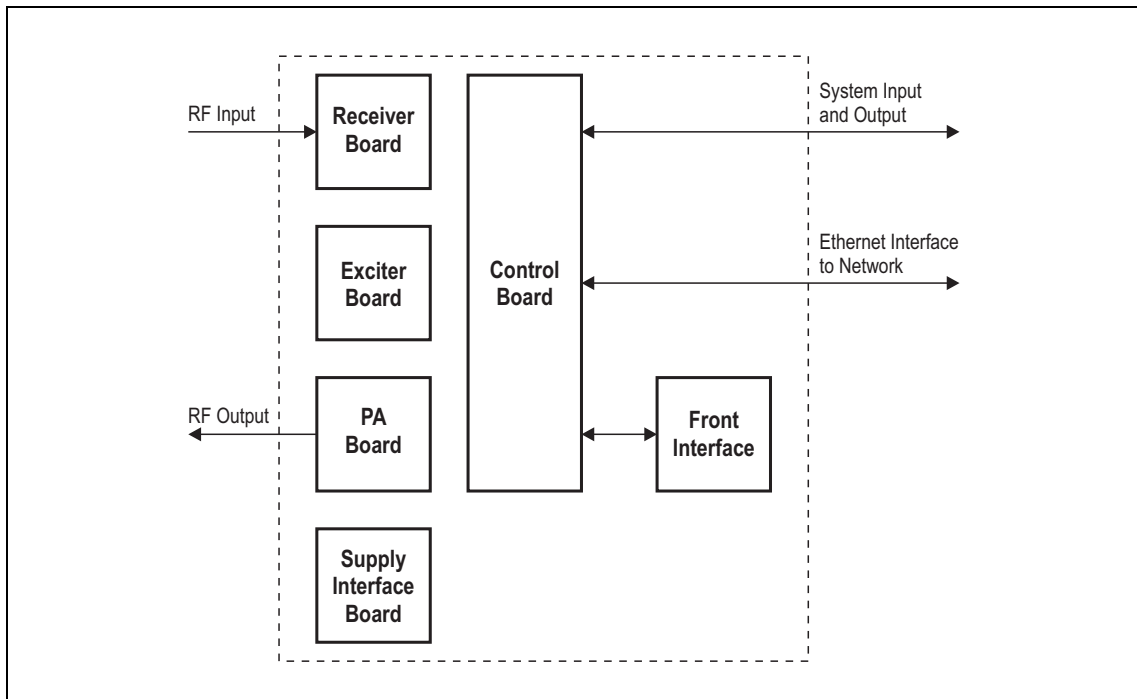 RF Input
Receiver
Board
System Input
and Output
Exciter
Board
Control
Board
Ethernet Interface
to Network
RF Output
PA
Board
Front
Interface
Supply
Interface
Board